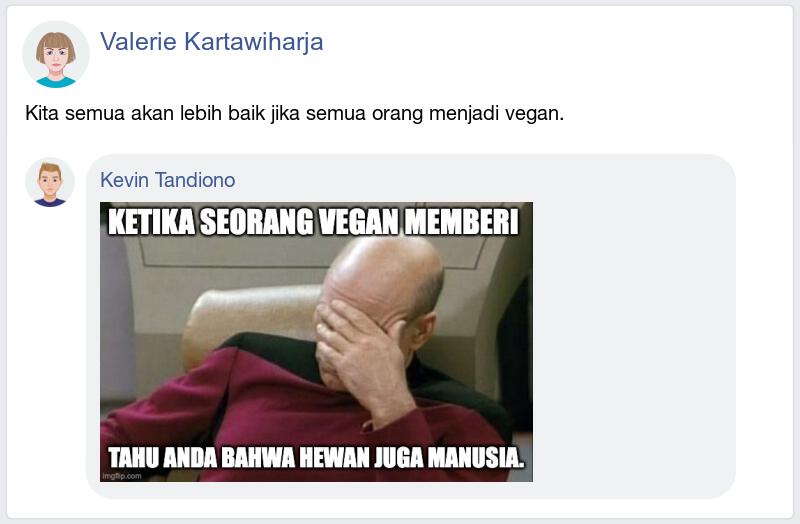 Valerie Kartawiharja
Kita semua akan lebih baik jika semua orang menjadi vegan.
Kevin Tandiono
KETIKA SEORANG VEGAN MEMBERI
TAHU ANDA BAHWA HEWAN JUGA MANUSIA.
imgflip.com